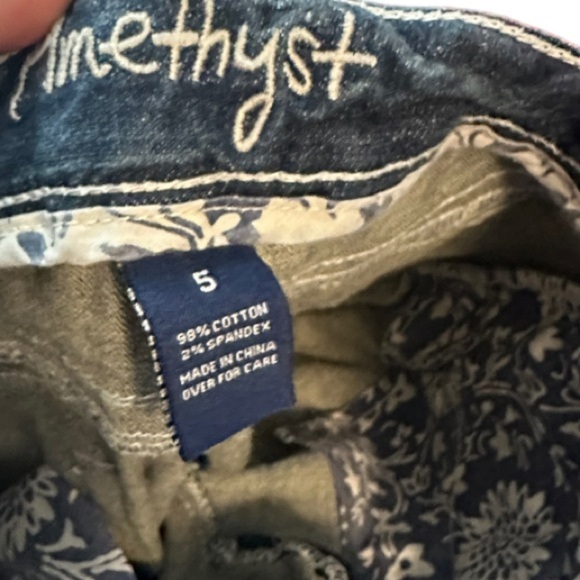 Amethyst
5
98% COTTON
2% SPANDEX
MADE IN CHINA
OVER FOR CARE